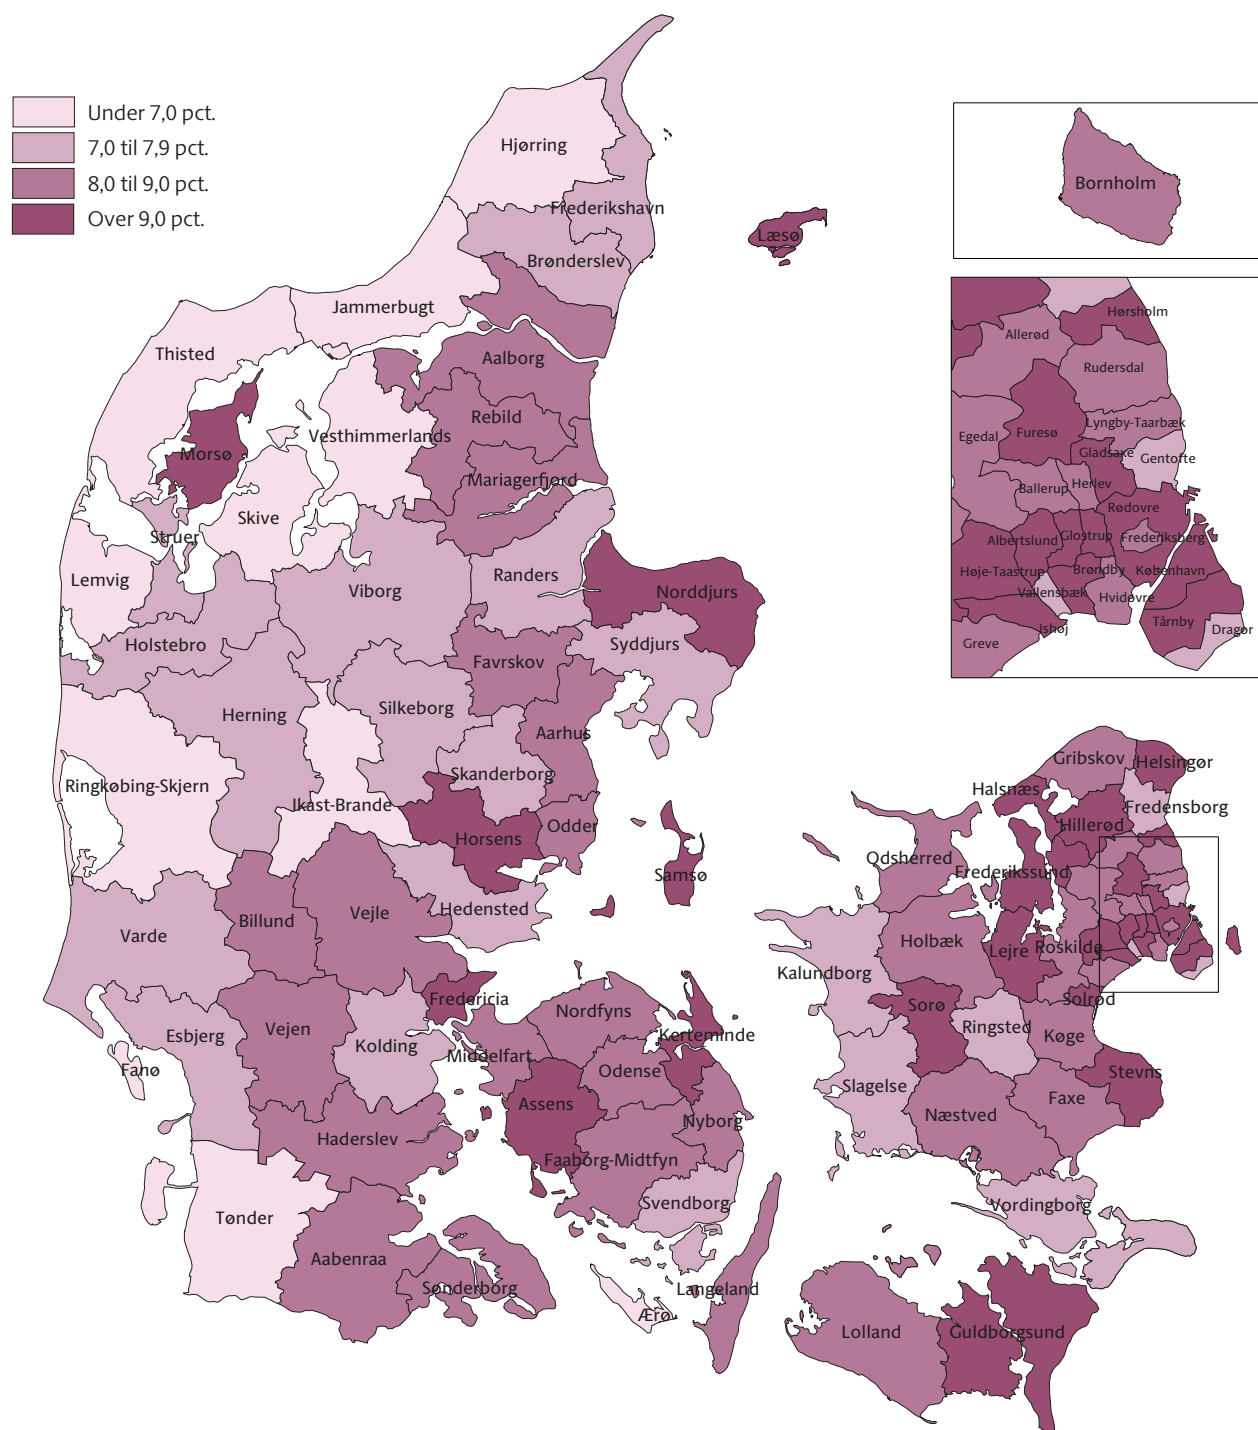 Under 7,0 pct.
7,0 til 7,9 pct.
8,0 til 9,0 pct.
Over 9,0 pct.
Hjørring
Frederikshavn
Læsø
Brønderslev
Jammerbugt
Thisted
Aalborg
Rebild
Vesthimmerlands
Morsø
Mariagerfjord
Skive
Struer
Lemvig
Viborg
Randers
Norddjurs
Holstebro
Syddjurs
Favrskov
Herning
Silkeborg
Aarhus
Skanderborg
Ringkøbing-Skjern
Ikast-Brande
Horsens
Odder
Samsø
Hedensted
Billund
Vejle
Varde
Fredericia
Esbjerg
Vejen
Kolding
Fanø
Middelfart
Nordfyns
Kerteminde
Odense
Assens
Nyborg
Haderslev
Faaborg-Midtfyn
Svendborg
Tønder
Aabenraa
Sønderborg
Langeland
Ærø
Bornholm
Hørsholm
Allerød
Rudersdal
Lyngby-Taarbæk
Egedal
Furesø
Gladsaxe
Gentofte
Ballerup
Herlev
Rødovre
Albertslund
Glostrup
Frederiksberg
Høje-Taastrup
Brøndby
København
Vallensbæk
Hvidovre
Ishøj
Tårnby
Dragør
Greve
Gribskov
Helsingør
Halsnæs
Fredensborg
Hillerød
Odsherred
Frederikssund
Holbæk
Lejre
Roskilde
Kalundborg
Solrød
Sorø
Ringsted
Køge
Stevns
Slagelse
Næstved
Faxe
Vordingborg
Lolland
Guldborgsund